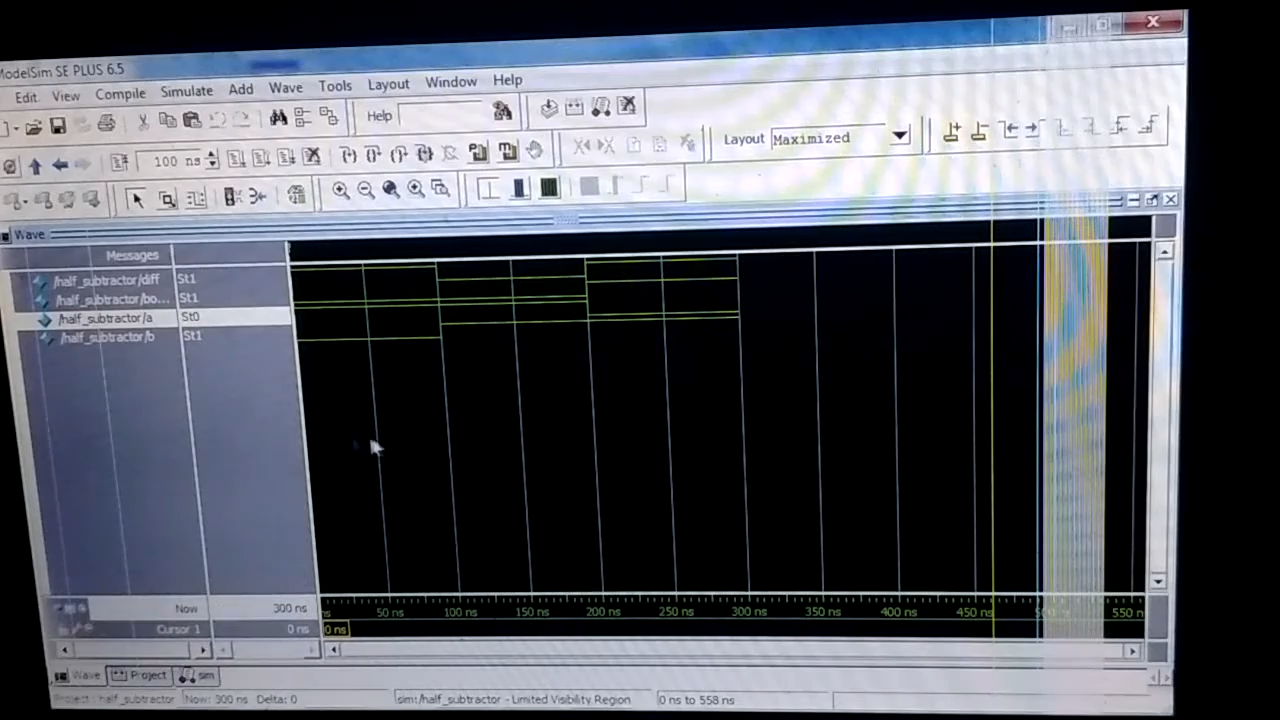 ModelSim SE PLUS 6.5
Edit View Compile Simulate Add Wave Tools Layout Window Help
Help
Layout Maximized
100 ns
Wave
Messages
/half_subtractor/diff St1
/half_subtractor/bo... St1
/half_subtractor/a St0
/half_subtractor/b St1
Now 300 ns
ns 50 ns 100 ns 150 ns 200 ns 250 ns 300 ns 350 ns 400 ns 450 ns 550 n
Cursor 1 0 ns 0 ns
Wave Project sim
Project : half_subtractor Now: 300 ns Delta: 0 sim:/half_subtractor - Limited Visibility Region 0 ns to 558 ns